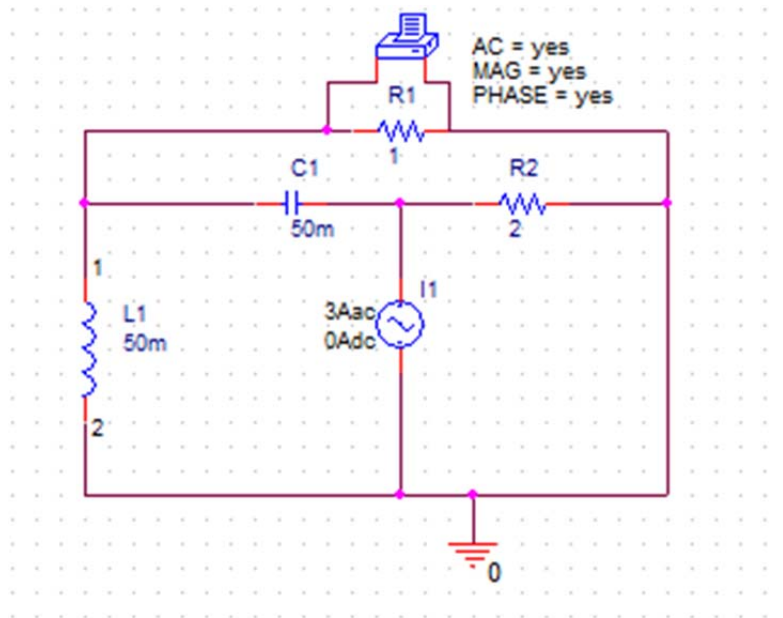 AC = yes
MAG = yes
PHASE = yes
R1
1
C1
50m
R2
2
1
L1
50m
2
I1
3Aac
0Adc
0